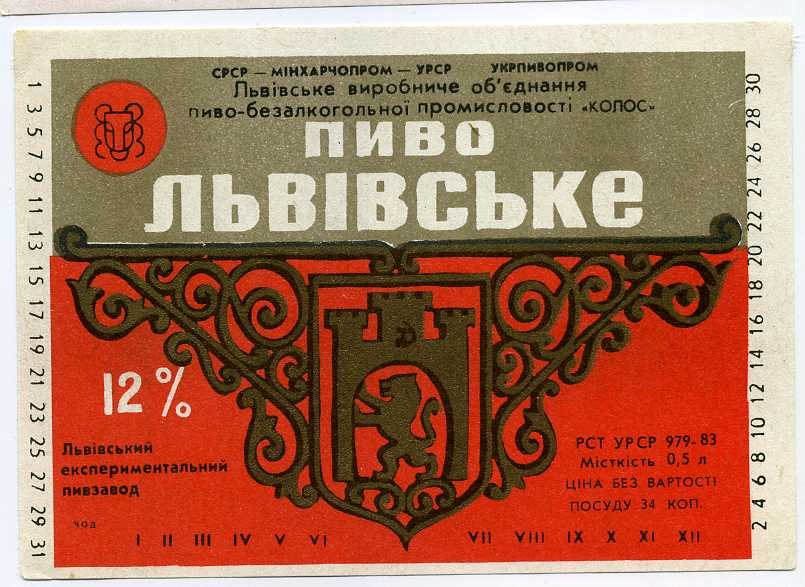 СРСР — МІНХАРЧОПРОМ — УРСР УКРПИВОПРОМ
Львівське виробниче об'єднання
пиво-безалкогольної промисловості «КОЛОС»
ПИВО
ЛЬВІВСЬКЕ
12%
Львівський
експериментальний
пивзавод
РСТ УРСР 979-83
Місткість 0,5 л
ЦІНА БЕЗ ВАРТОСТІ
ПОСУДУ 34 КОП.
I II III IV V VI VII VIII IX X XI XII
1 3 5 7 9 11 13 15 17 19 21 23 25 27 29 31
2 4 6 8 10 12 14 16 18 20 22 24 26 28 30